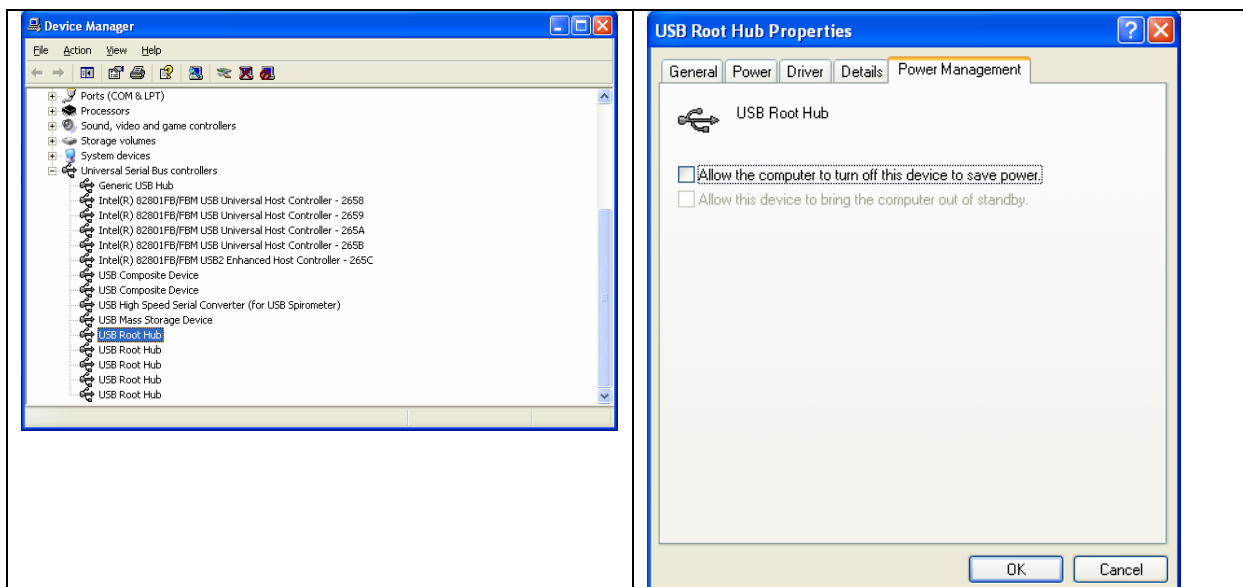 Device Manager
File Action View Help
Ports (COM & LPT)
Processors
Sound, video and game controllers
Storage volumes
System devices
Universal Serial Bus controllers
Generic USB Hub
Intel(R) 82801FB/FBM USB Universal Host Controller - 2658
Intel(R) 82801FB/FBM USB Universal Host Controller - 2659
Intel(R) 82801FB/FBM USB Universal Host Controller - 265A
Intel(R) 82801FB/FBM USB Universal Host Controller - 265B
Intel(R) 82801FB/FBM USB2 Enhanced Host Controller - 265C
USB Composite Device
USB Composite Device
USB High Speed Serial Converter (for USB Spirometer)
USB Mass Storage Device
USB Root Hub
USB Root Hub
USB Root Hub
USB Root Hub
USB Root Hub
USB Root Hub Properties
General Power Driver Details Power Management
USB Root Hub
Allow the computer to turn off this device to save power.
Allow this device to bring the computer out of standby.
OK Cancel